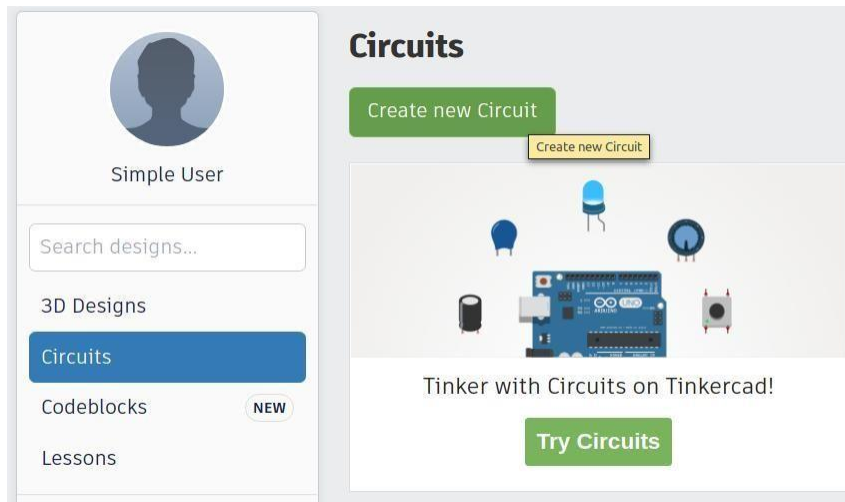 Simple User
Search designs...
3D Designs
Circuits
Codeblocks NEW
Lessons
Circuits
Create new Circuit
Create new Circuit
UNO
ARDUINO
Tinker with Circuits on Tinkercad!
Try Circuits